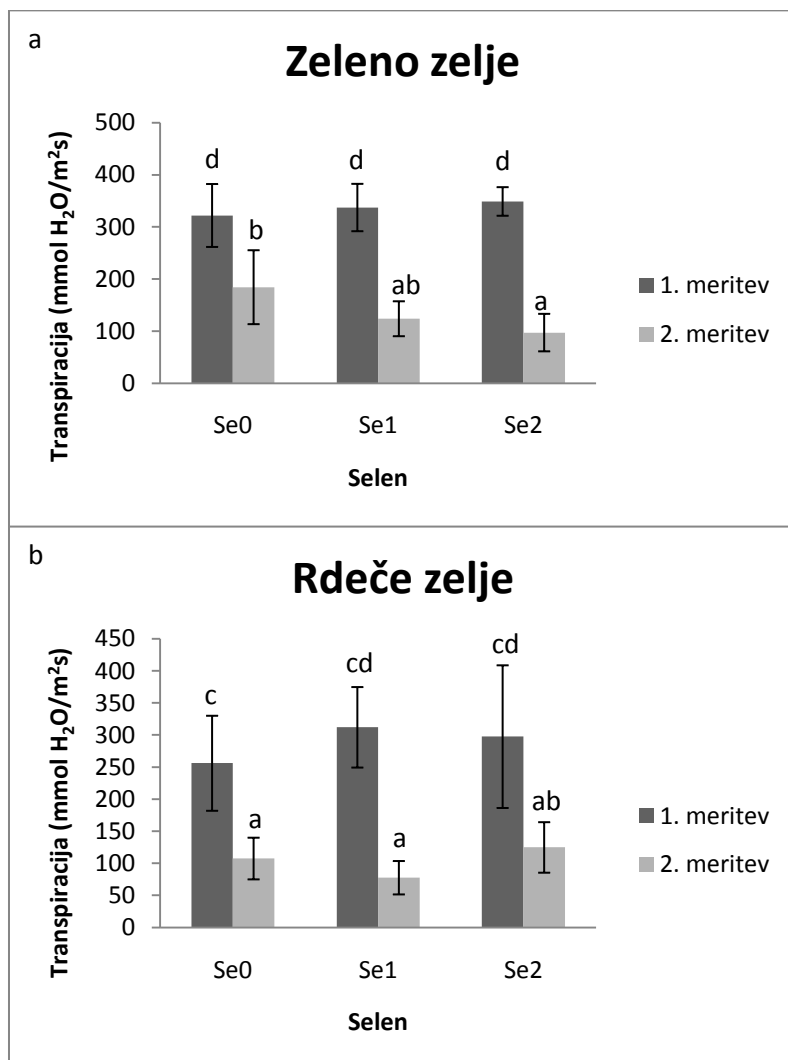 a
Zeleno zelje
Transpiracija (mmol H₂O/m²s)
500
400
300
200
100
0
d
b
d
ab
d
a
Se0
Se1
Se2
Selen
1. meritev
2. meritev
b
Rdeče zelje
Transpiracija (mmol H₂O/m²s)
450
400
350
300
250
200
150
100
50
0
c
a
cd
a
cd
ab
Se0
Se1
Se2
Selen
1. meritev
2. meritev